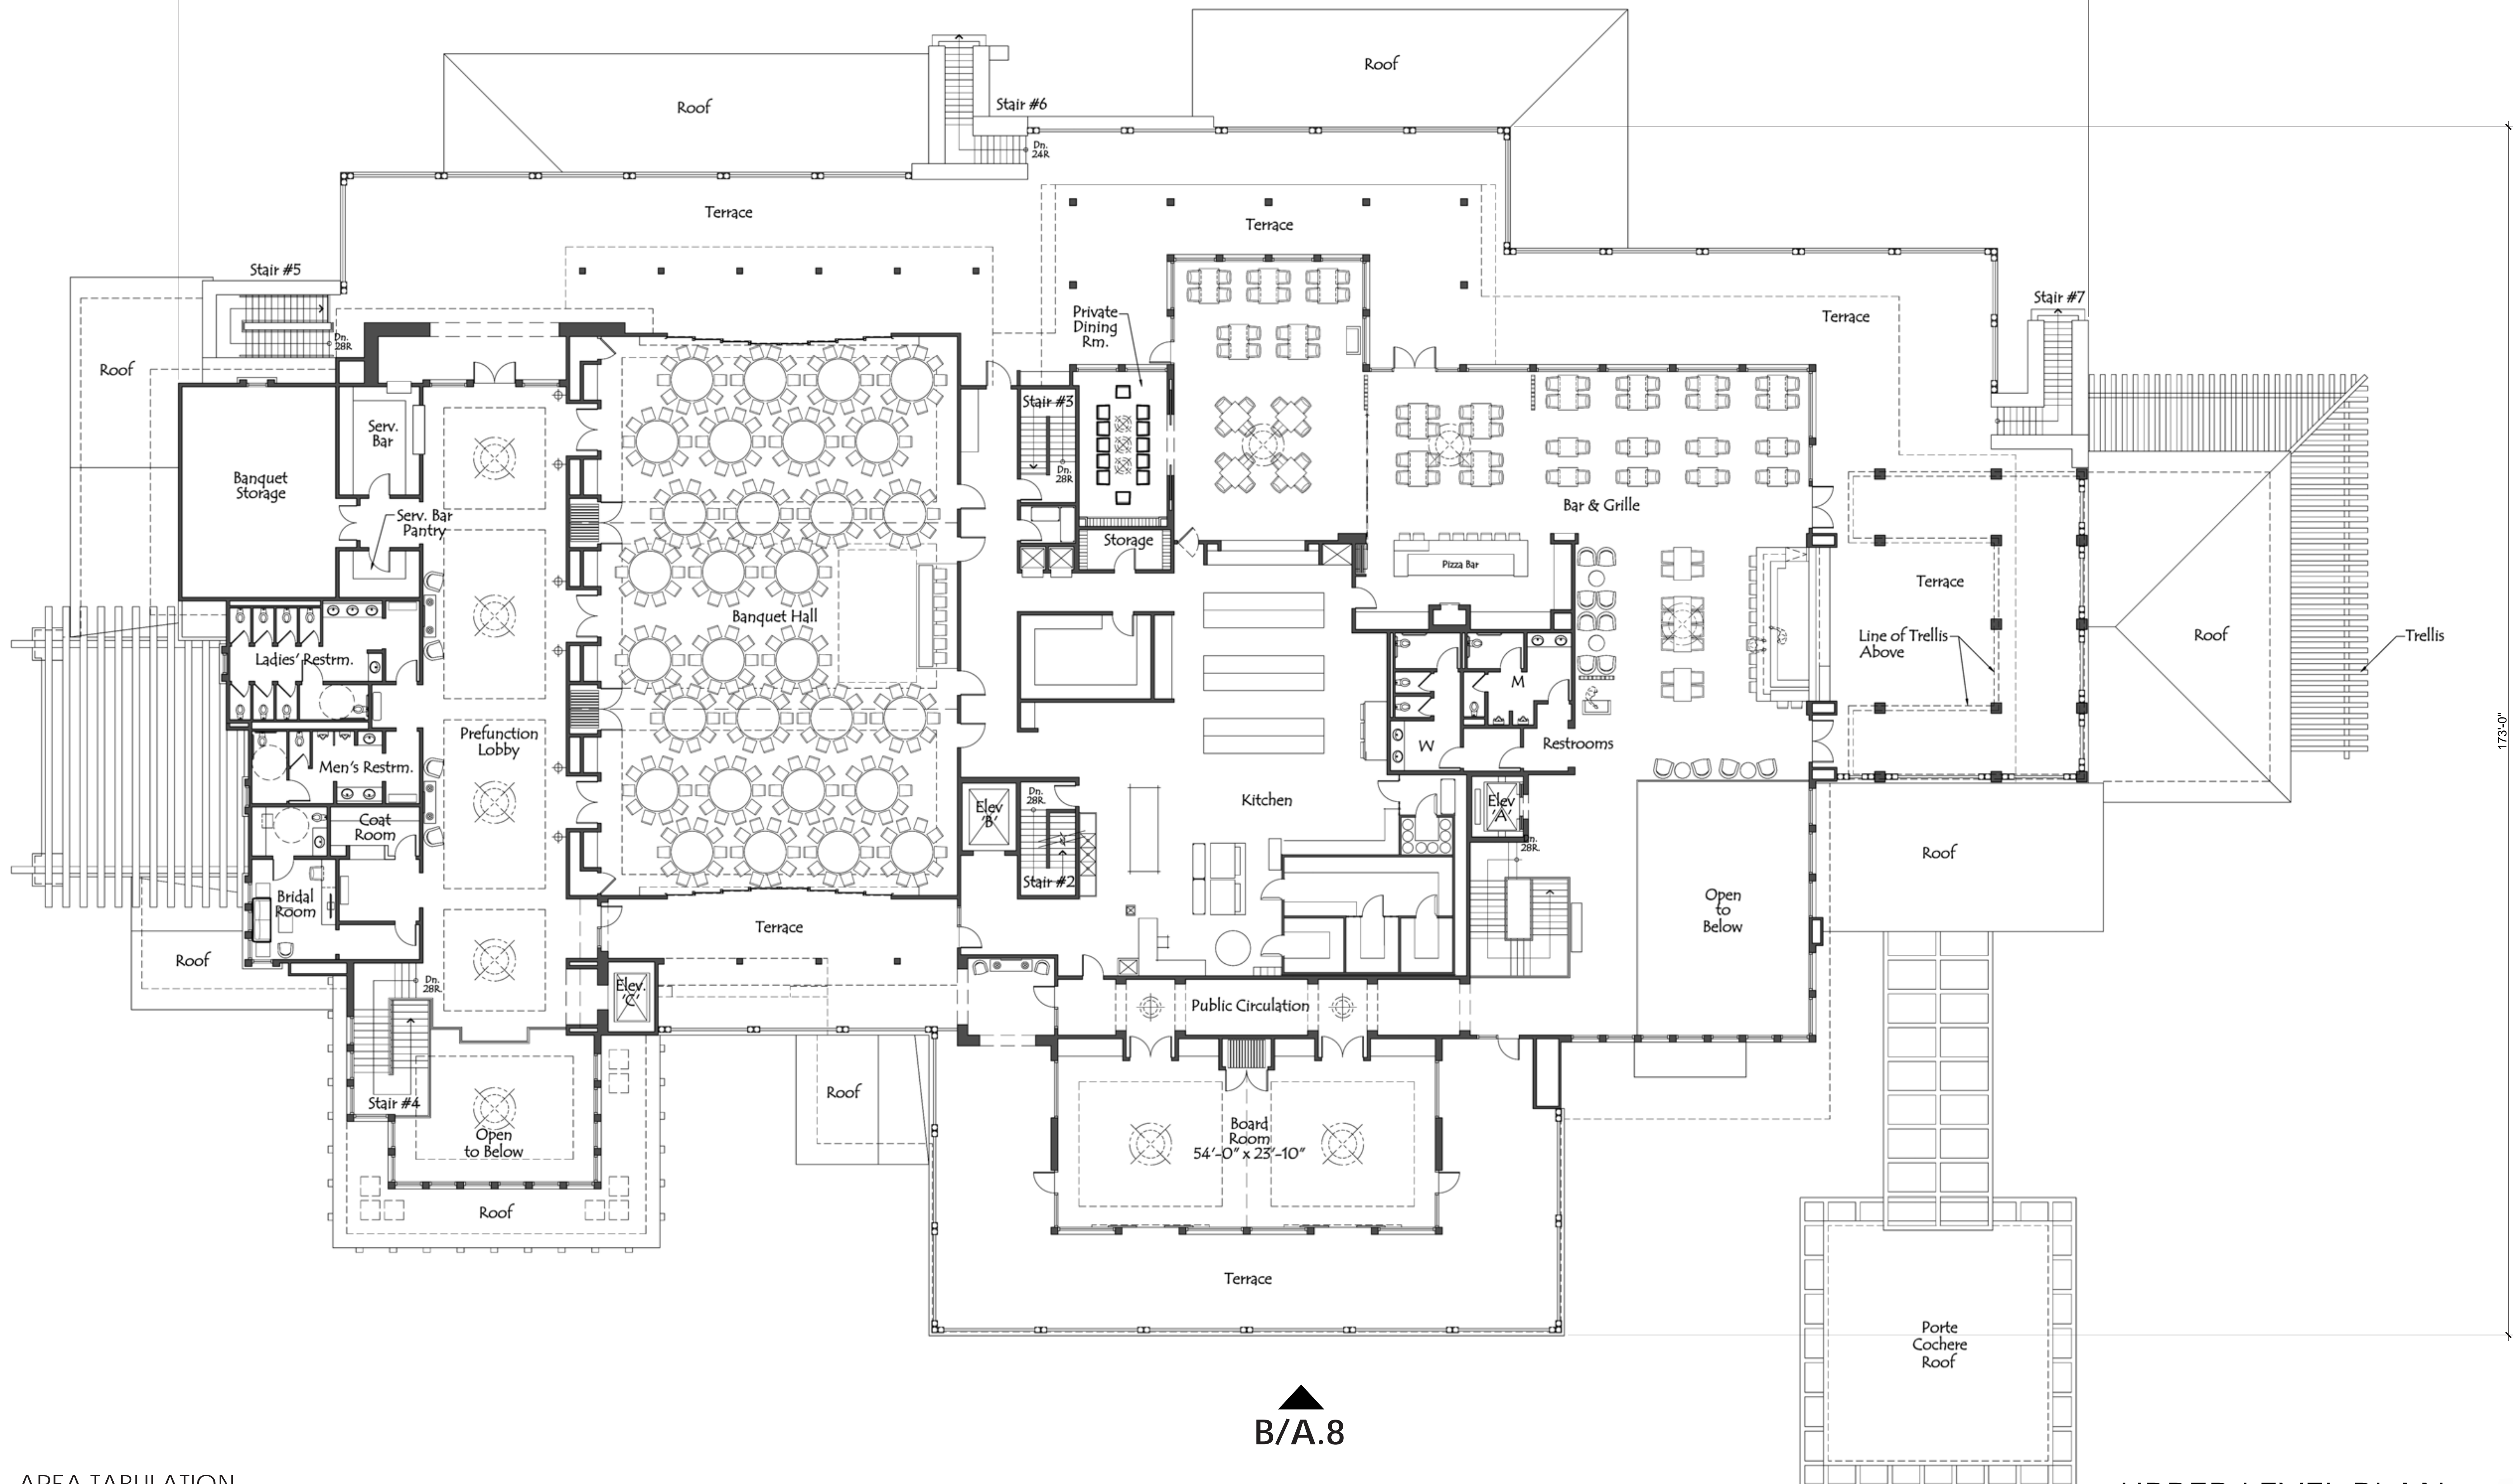 Roof
Roof
Stair #6
Dn.
24R
Terrace
Terrace
Stair #5
Dn.
28R
Stair #7
Terrace
Private
Dining
Rm.
Roof
Stair #3
Dn.
28R
Serv.
Bar
Banquet
Storage
Serv. Bar
Pantry
Bar & Grille
Storage
Pizza Bar
Terrace
Banquet Hall
Line of Trellis
Above
Roof
Trellis
Ladies' Restrm.
M
Prefunction
Lobby
W
Restrooms
173'-0"
Men's Restrm.
Coat
Room
Elev
'B'
Dn.
28R
Kitchen
Elev
'A'
Dn.
28R
Roof
Stair #2
Bridal
Room
Open
to
Below
Terrace
Roof
Dn.
28R
Elev.
'C'
Public Circulation
Stair #4
Roof
Open
to Below
Board
Room
54'-0" x 23'-10"
Roof
Terrace
Porte
Cochere
Roof
B/A.8
AREA TABULATION
UPPER LEVEL PLAN